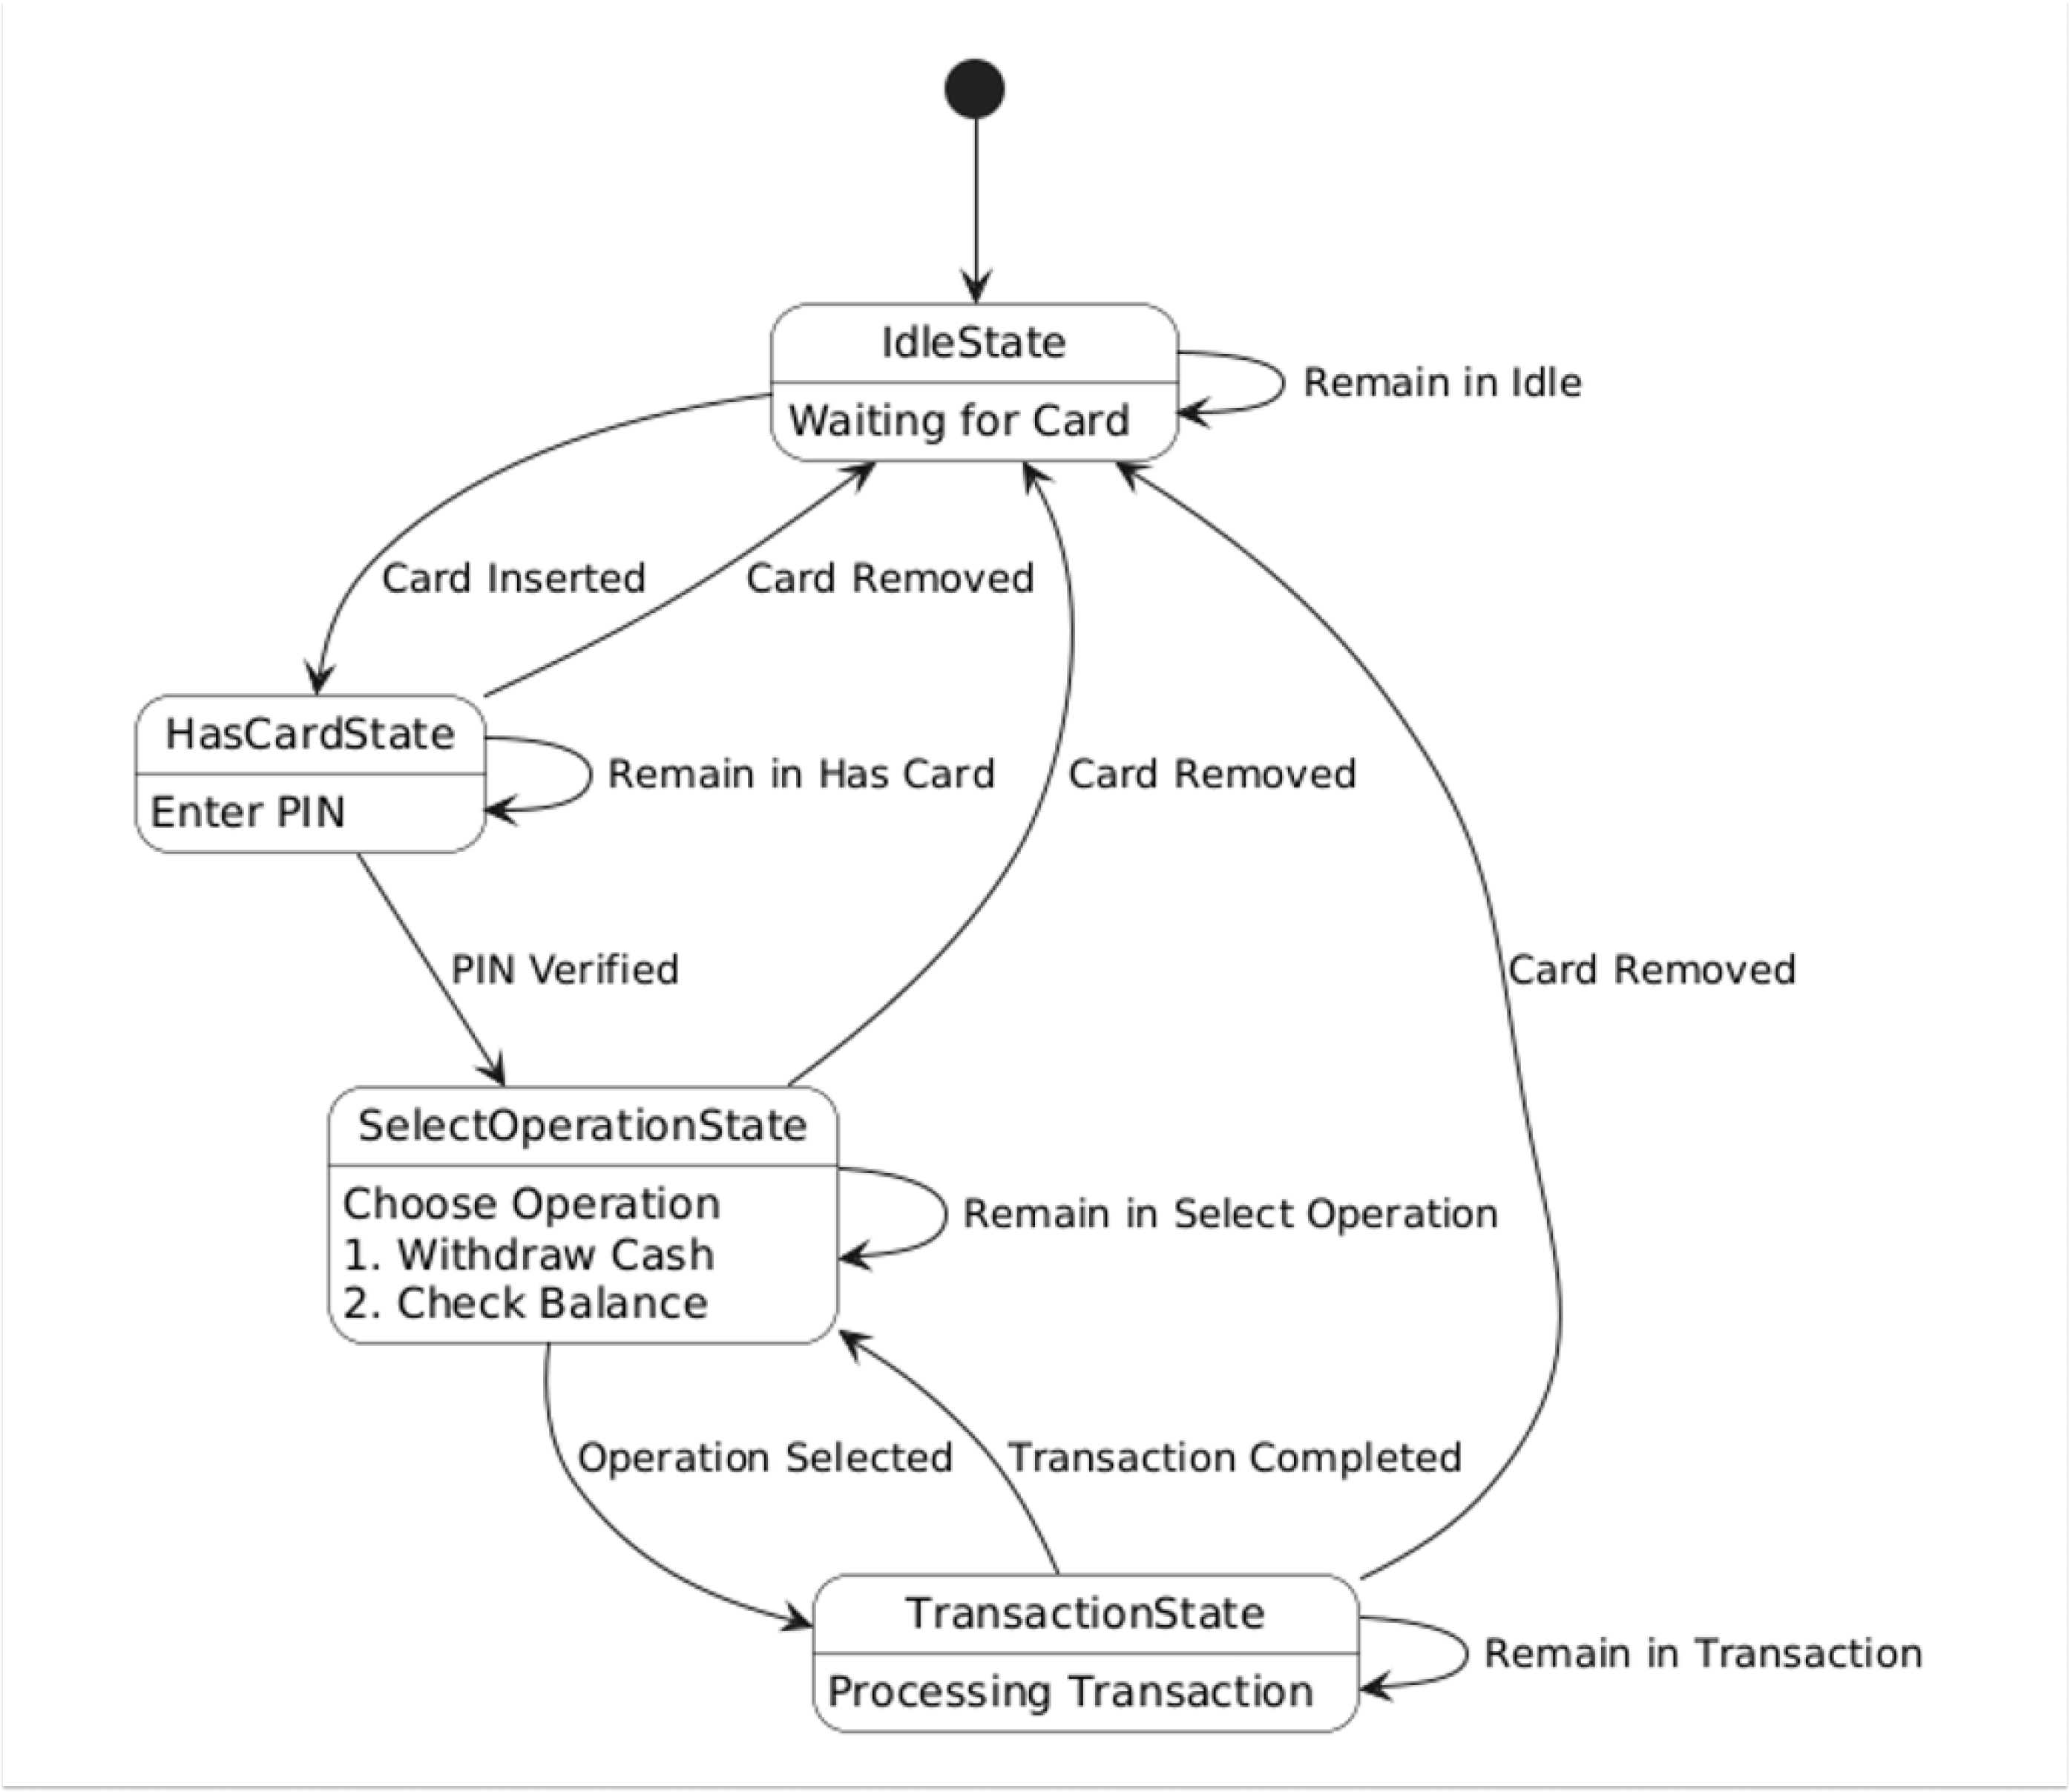 IdleState
Waiting for Card
Remain in Idle
Card Inserted
Card Removed
HasCardState
Enter PIN
Remain in Has Card
Card Removed
PIN Verified
Card Removed
SelectOperationState
Choose Operation
1. Withdraw Cash
2. Check Balance
Remain in Select Operation
Operation Selected
Transaction Completed
TransactionState
Processing Transaction
Remain in Transaction